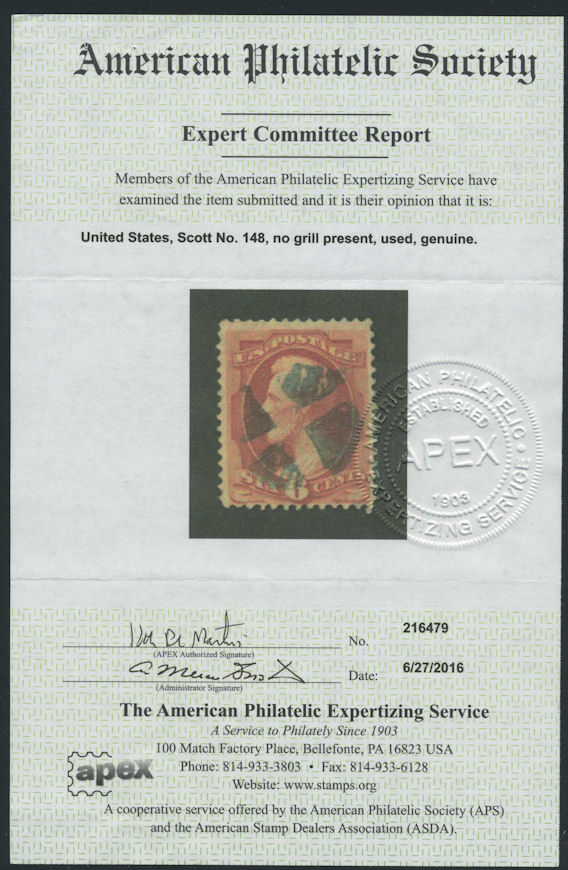 American Philatelic Society
Expert Committee Report
Members of the American Philatelic Expertizing Service have
examined the item submitted and it is their opinion that it is:
United States, Scott No. 148, no grill present, used, genuine.
U.S. POSTAGE
SIX 6 CENTS
AMERICAN PHILATELIC
EXPERTIZING SERVICE
ESTABLISHED
APEX
1903
(APEX Authorized Signature)
No. 216479
(Administrator Signature)
Date: 6/27/2016
The American Philatelic Expertizing Service
A Service to Philately Since 1903
100 Match Factory Place, Bellefonte, PA 16823 USA
apex
Phone: 814-933-3803 • Fax: 814-933-6128
Website: www.stamps.org
A cooperative service offered by the American Philatelic Society (APS)
and the American Stamp Dealers Association (ASDA).